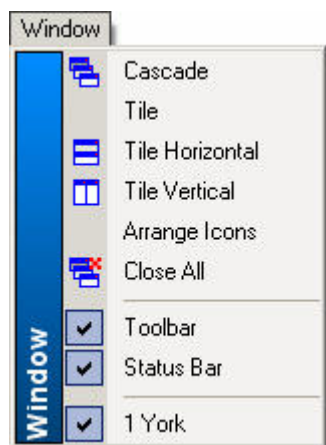 Window
Cascade
Tile
Tile Horizontal
Tile Vertical
Arrange Icons
Close All
Toolbar
Status Bar
1 York
Window